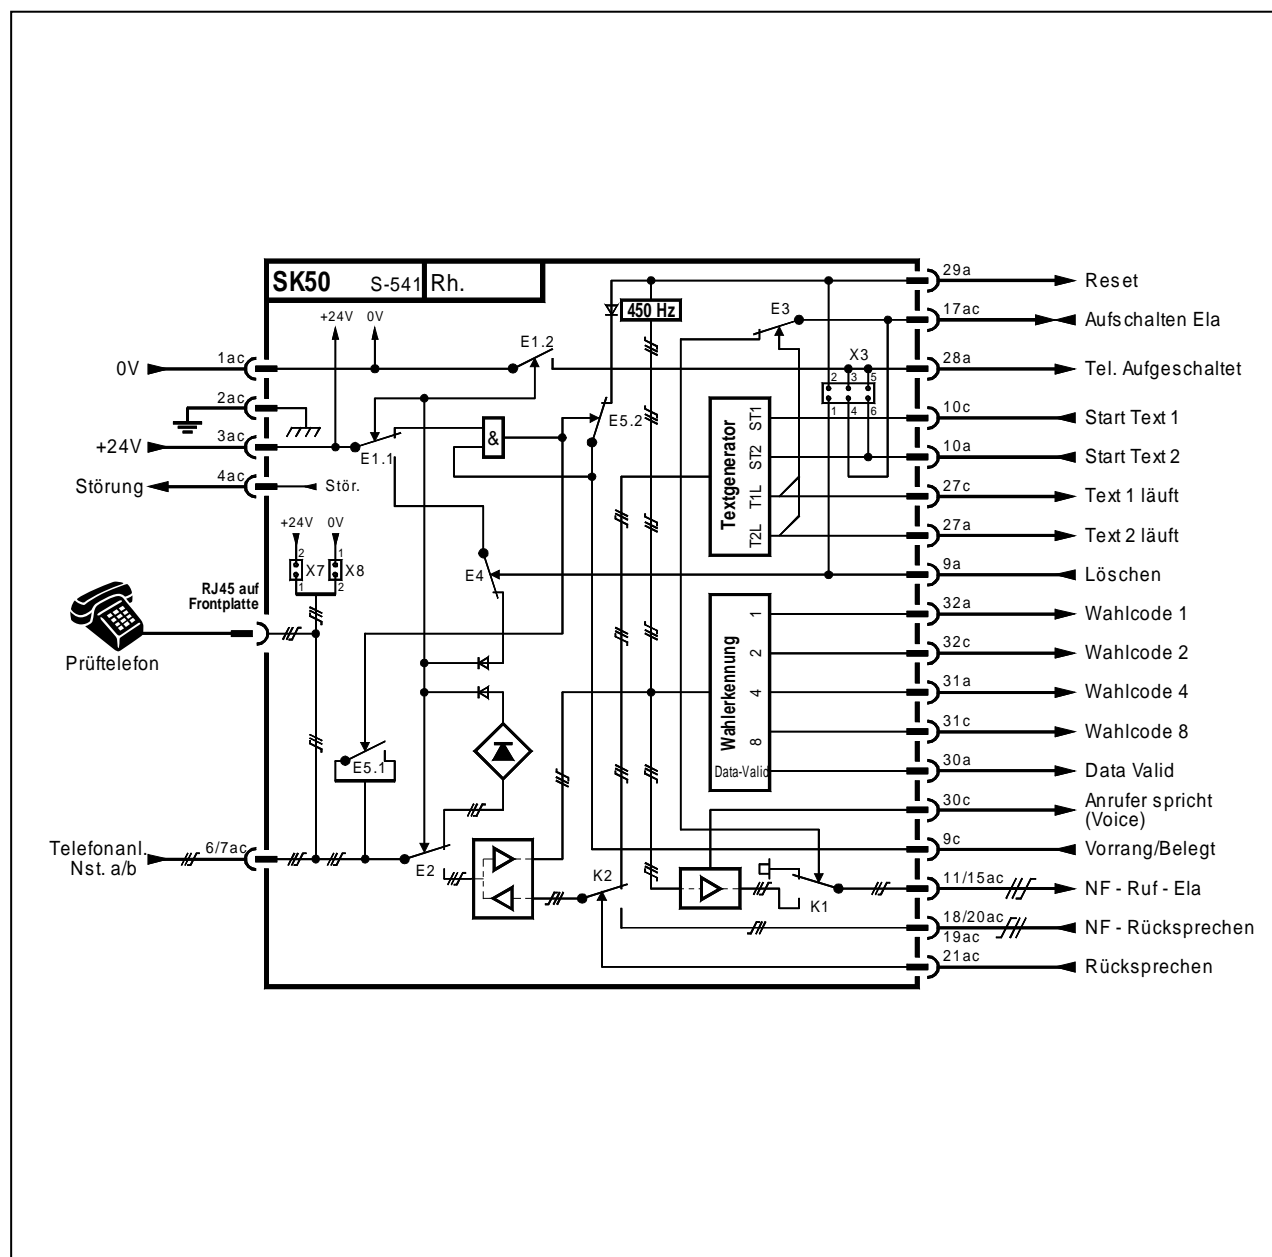 SK50 S-541 Rh.
+24V 0V
450 Hz
E1.2
E3
X3
2 3 5
1 4 6
0V 1ac
2ac
+24V 3ac
Störung 4ac
Stör.
E1.1
&
E5.2
+24V 0V
2 1
X7 X8
1 2
E4
RJ45 auf
Frontplatte
Prüftelefon
E5.1
Telefonanl.
Nst. a/b
6/7ac
E2
K2
K1
Textgenerator
ST1
ST2
T1L
T2L
Wahlerkennung
1
2
4
8
Data-Valid
29a Reset
17ac Aufschalten Ela
28a Tel. Aufgeschaltet
10c Start Text 1
10a Start Text 2
27c Text 1 läuft
27a Text 2 läuft
9a Löschen
32a Wahlcode 1
32c Wahlcode 2
31a Wahlcode 4
31c Wahlcode 8
30a Data Valid
30c Anrufer spricht
(Voice)
9c Vorrang/Belegt
11/15ac NF - Ruf - Ela
18/20ac NF - Rücksprechen
19ac
21ac Rücksprechen